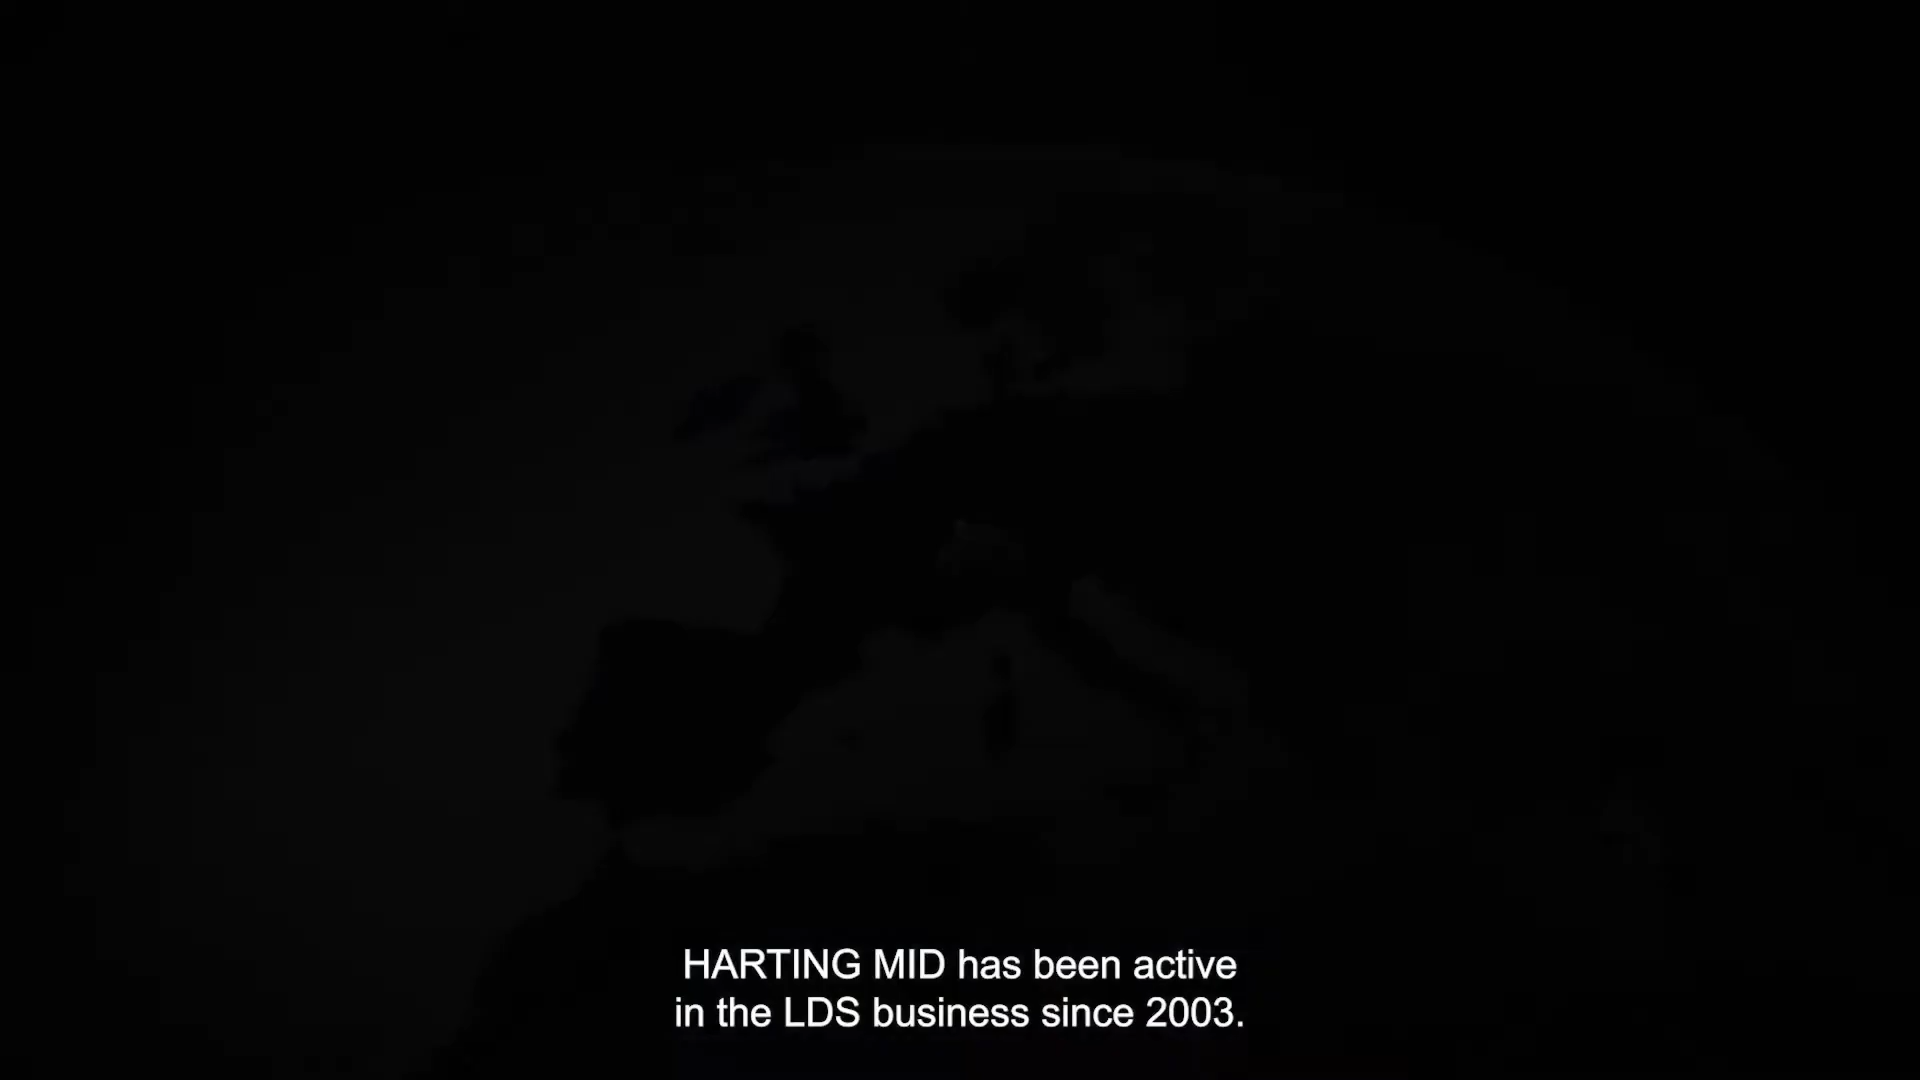 HARTING MID has been active
in the LDS business since 2003.